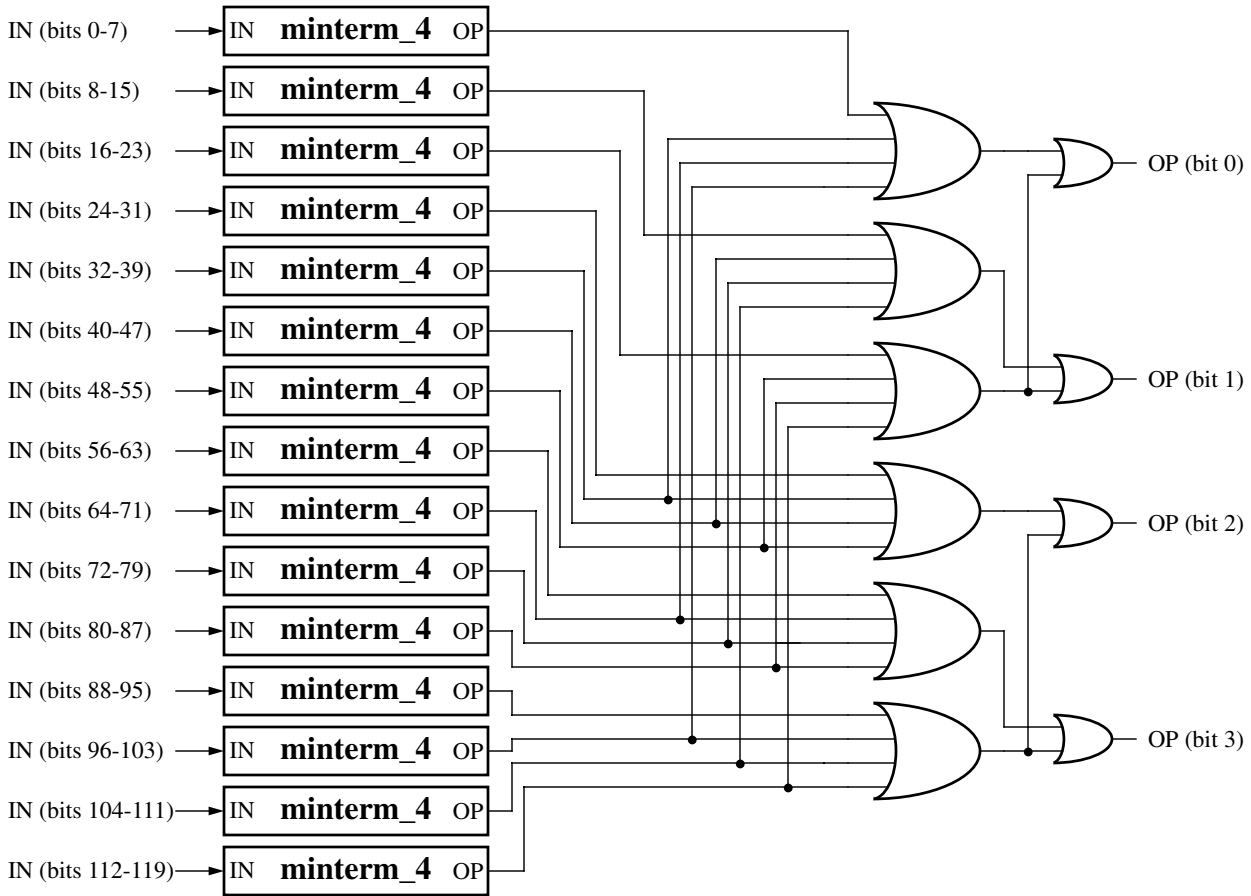 IN (bits 0-7) IN minterm_4 OP
IN (bits 8-15) IN minterm_4 OP
IN (bits 16-23) IN minterm_4 OP OP (bit 0)
IN (bits 24-31) IN minterm_4 OP
IN (bits 32-39) IN minterm_4 OP
IN (bits 40-47) IN minterm_4 OP
IN (bits 48-55) IN minterm_4 OP OP (bit 1)
IN (bits 56-63) IN minterm_4 OP
IN (bits 64-71) IN minterm_4 OP OP (bit 2)
IN (bits 72-79) IN minterm_4 OP
IN (bits 80-87) IN minterm_4 OP
IN (bits 88-95) IN minterm_4 OP
IN (bits 96-103) IN minterm_4 OP OP (bit 3)
IN (bits 104-111) IN minterm_4 OP
IN (bits 112-119) IN minterm_4 OP